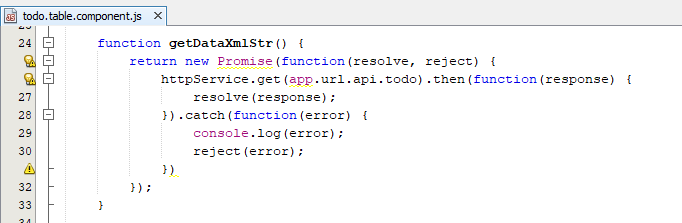 todo.table.component.js
24 function getDataXmlStr() {
return new Promise(function(resolve, reject) {
httpService.get(app.url.api.todo).then(function(response) {
27 resolve(response);
28 }).catch(function(error) {
29 console.log(error);
30 reject(error);
})
32 });
33 }